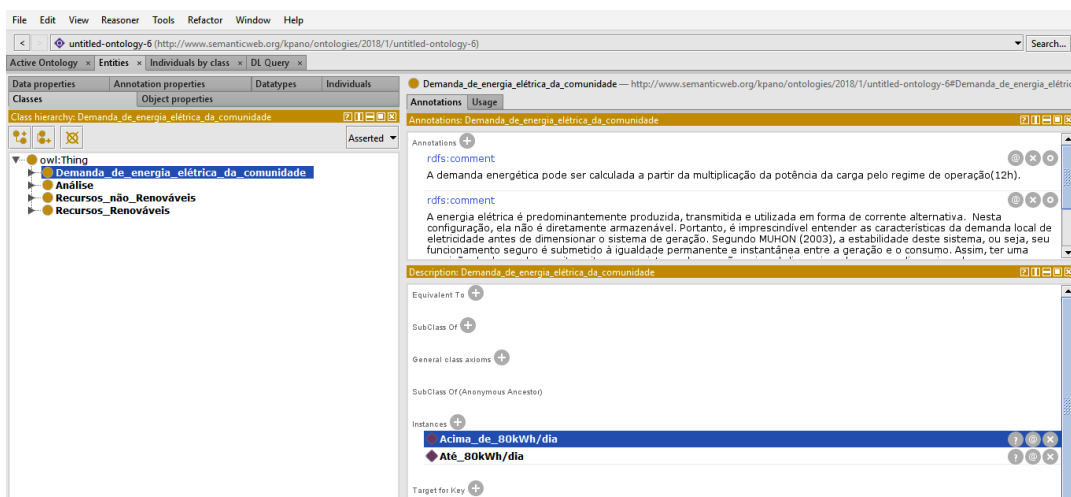 File Edit View Reasoner Tools Refactor Window Help
< > untitled-ontology-6 (http://www.semanticweb.org/kpano/ontologies/2018/1/untitled-ontology-6) Search...
Active Ontology × Entities × Individuals by class × DL Query ×
Data properties Annotation properties Datatypes Individuals
Classes Object properties
Class hierarchy: Demanda_de_energia_elétrica_da_comunidade
Asserted
owl:Thing
Demanda_de_energia_elétrica_da_comunidade
Análise
Recursos_não_Renováveis
Recursos_Renováveis
Demanda_de_energia_elétrica_da_comunidade — http://www.semanticweb.org/kpano/ontologies/2018/1/untitled-ontology-6#Demanda_de_energia_elétric
Annotations Usage
Annotations: Demanda_de_energia_elétrica_da_comunidade
Annotations
rdfs:comment
A demanda energética pode ser calculada a partir da multiplicação da potência da carga pelo regime de operação(12h).
rdfs:comment
A energia elétrica é predominantemente produzida, transmitida e utilizada em forma de corrente alternativa. Nesta
configuração, ela não é diretamente armazenável. Portanto, é imprescindível entender as características da demanda local de
eletricidade antes de dimensionar o sistema de geração. Segundo MUHON (2003), a estabilidade deste sistema, ou seja, seu
funcionamento seguro é submetido à igualdade permanente e instantânea entre a geração e o consumo. Assim, ter uma
Description: Demanda_de_energia_elétrica_da_comunidade
Equivalent To
SubClass Of
General class axioms
SubClass Of (Anonymous Ancestor)
Instances
Acima_de_80kWh/dia
Até_80kWh/dia
Target for Key